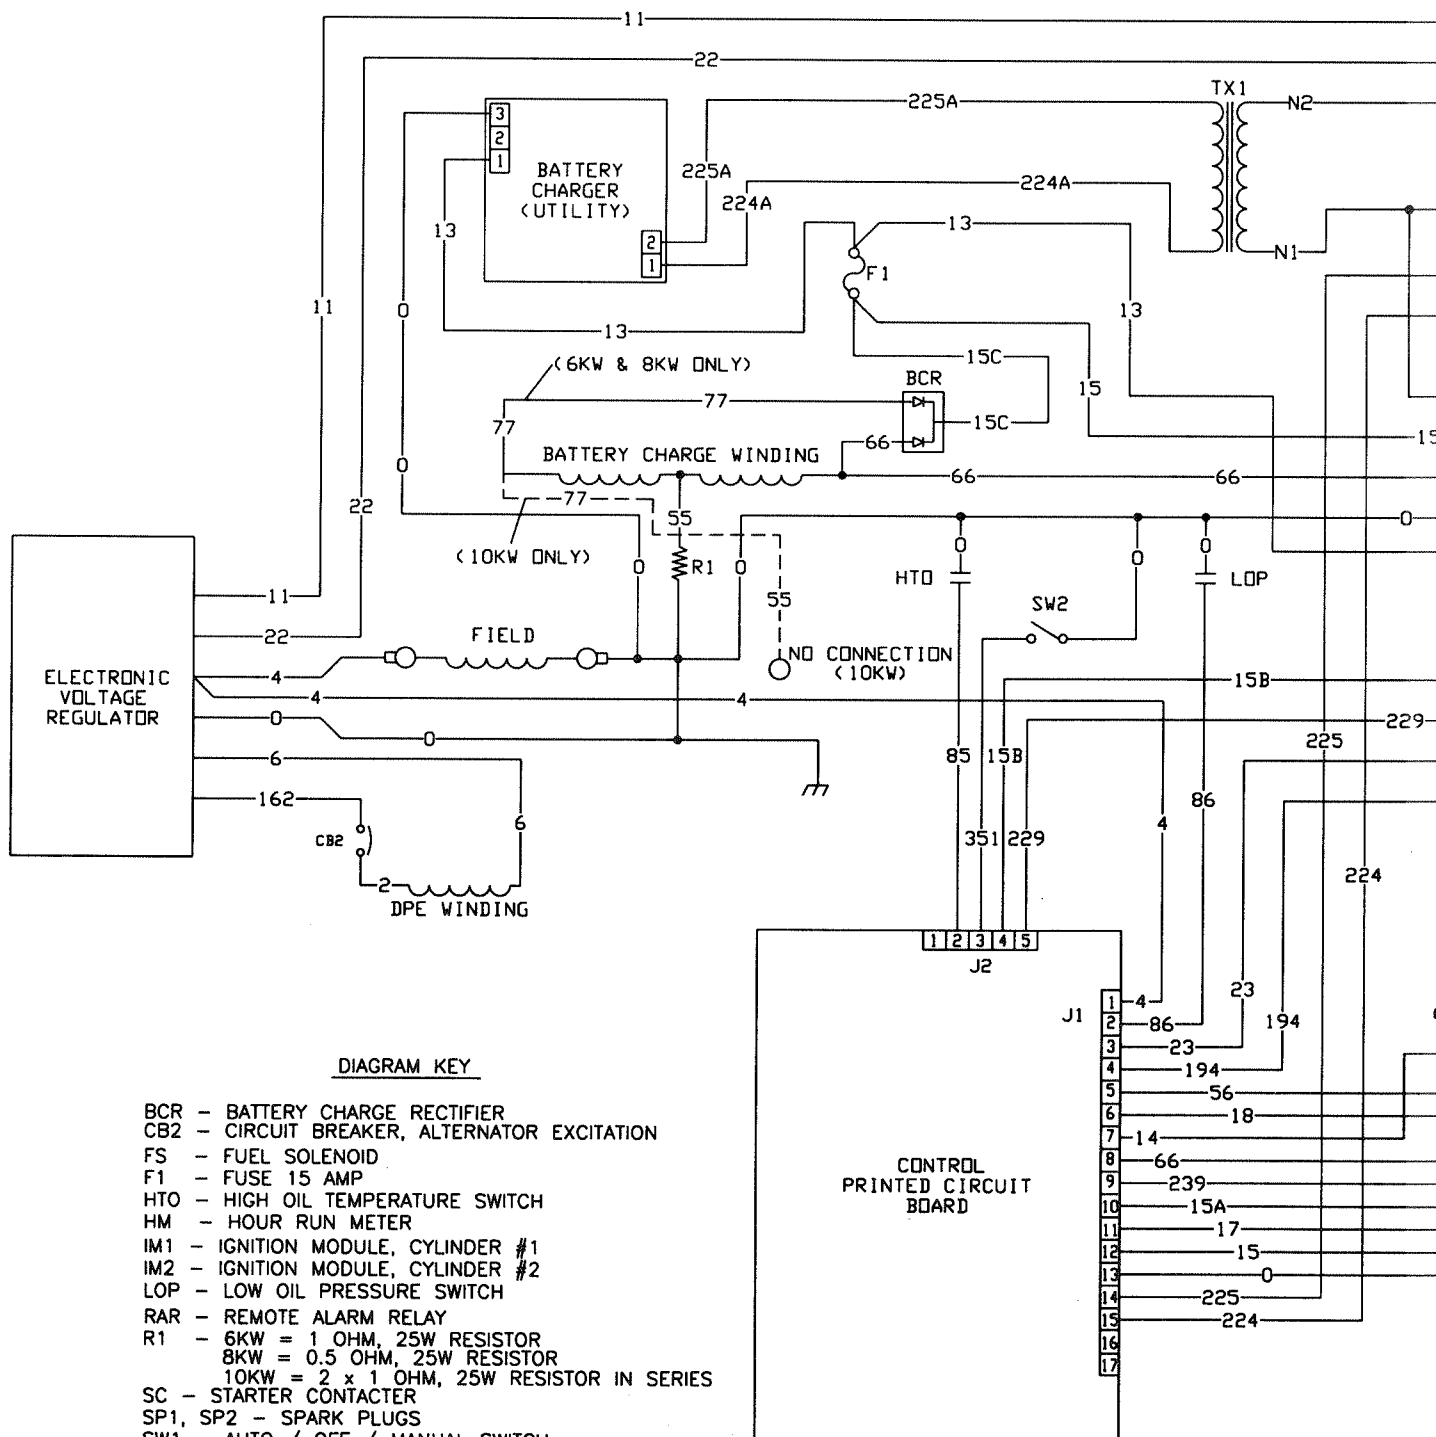 11
22
TX1
225A
N2
3
2
1
BATTERY
CHARGER
(UTILITY)
225A
224A
224A
13
13
2
1
N1
F1
11
0
13
13
(6KW & 8KW ONLY)
15C
BCR
15
77
77
15C
15
66
BATTERY CHARGE WINDING
0
66
66
77
22
55
0
(10KW ONLY)
0
R1
0
0
0
0
HTO
LOP
11
55
SW2
22
FIELD
NO CONNECTION
(10KW)
ELECTRONIC
VOLTAGE
REGULATOR
4
4
4
15B
0
0
229
225
6
85
15B
162
86
6
4
CB2
351
229
2
224
DPE WINDING
1 2 3 4 5
J2
23
J1
1
4
194
2
86
3
23
4
194
5
56
6
18
7
14
8
66
9
239
10
15A
11
17
12
15
13
0
14
225
15
224
16
17
CONTROL
PRINTED CIRCUIT
BOARD
DIAGRAM KEY
BCR - BATTERY CHARGE RECTIFIER
CB2 - CIRCUIT BREAKER, ALTERNATOR EXCITATION
FS - FUEL SOLENOID
F1 - FUSE 15 AMP
HTO - HIGH OIL TEMPERATURE SWITCH
HM - HOUR RUN METER
IM1 - IGNITION MODULE, CYLINDER #1
IM2 - IGNITION MODULE, CYLINDER #2
LOP - LOW OIL PRESSURE SWITCH
RAR - REMOTE ALARM RELAY
R1 - 6KW = 1 OHM, 25W RESISTOR
8KW = 0.5 OHM, 25W RESISTOR
10KW = 2 x 1 OHM, 25W RESISTOR IN SERIES
SC - STARTER CONTACTER
SP1, SP2 - SPARK PLUGS
SW1 - AUTO / OFF / MANUAL SWITCH